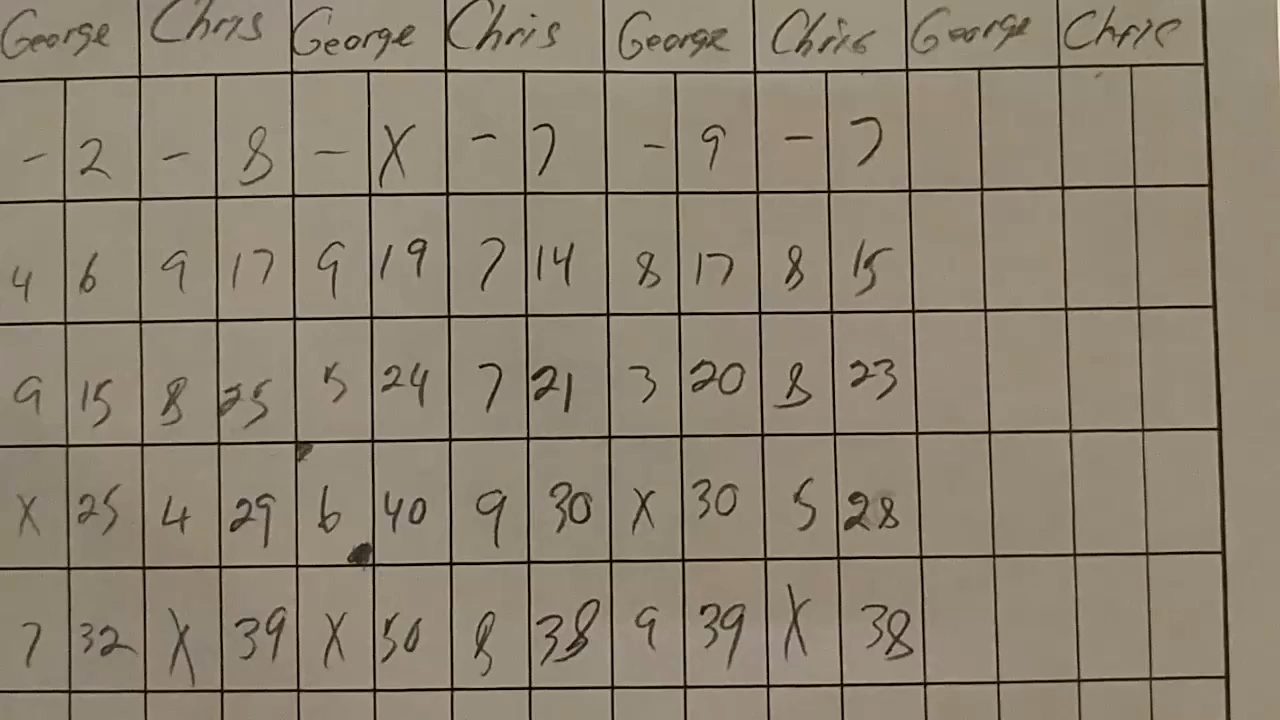 George Chris George Chris George Chris George Chris
- 2 - 8 - X - 7 - 9 - 7
4 6 9 17 9 19 7 14 8 17 8 15
9 15 8 25 5 24 7 21 3 20 8 23
X 25 4 29 6 40 9 30 X 30 5 28
7 32 X 39 X 50 8 38 9 39 X 38